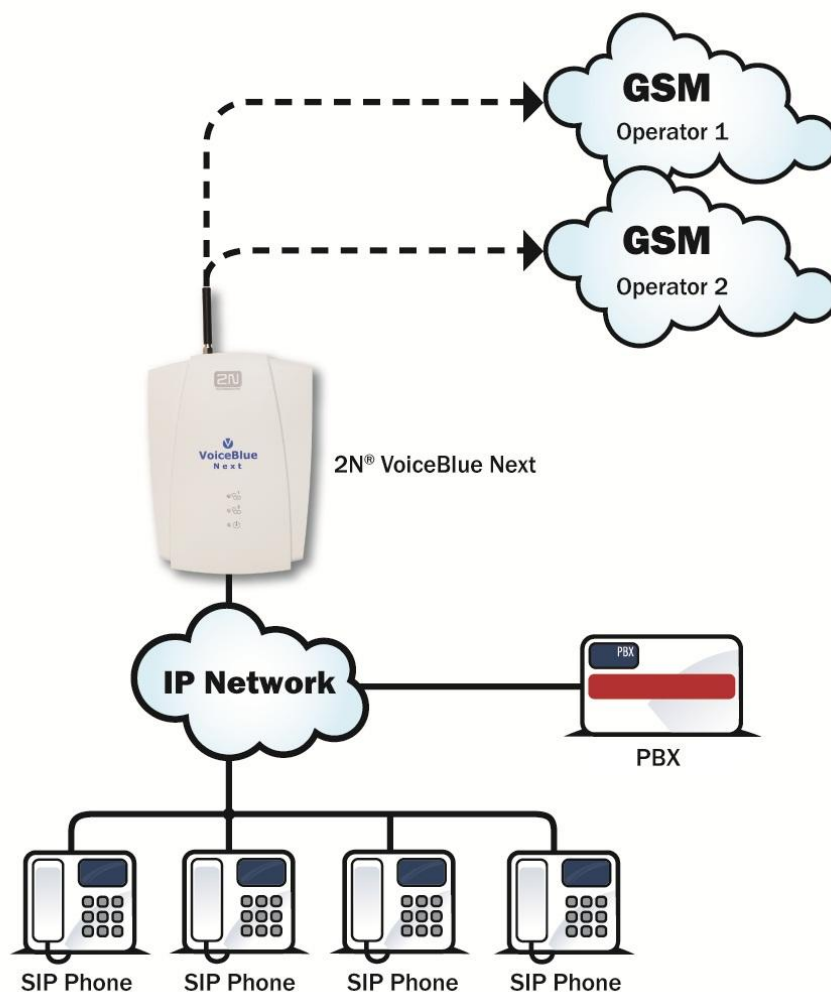 GSM
Operator 1
GSM
Operator 2
2N
VoiceBlue
Next
2N® VoiceBlue Next
IP Network
PBX
PBX
SIP Phone
SIP Phone
SIP Phone
SIP Phone